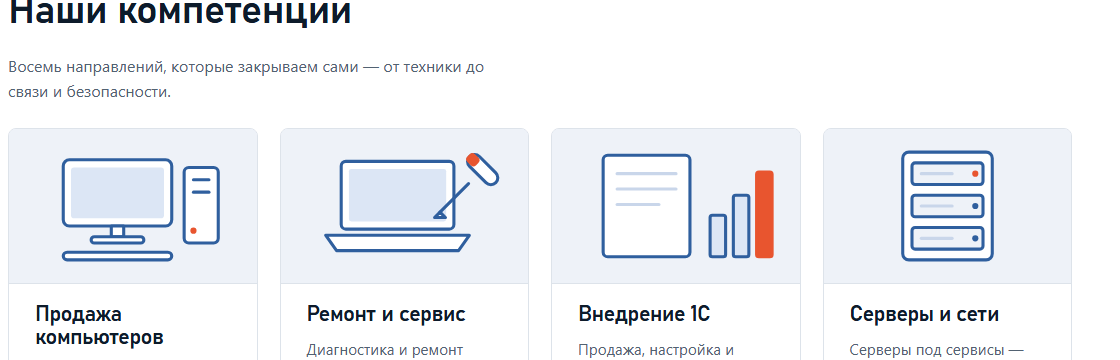 Наши компетенции
Восемь направлений, которые закрываем сами — от техники до
связи и безопасности.
Продажа
компьютеров
Ремонт и сервис
Диагностика и ремонт
Внедрение 1С
Продажа, настройка и
Серверы и сети
Серверы под сервисы —